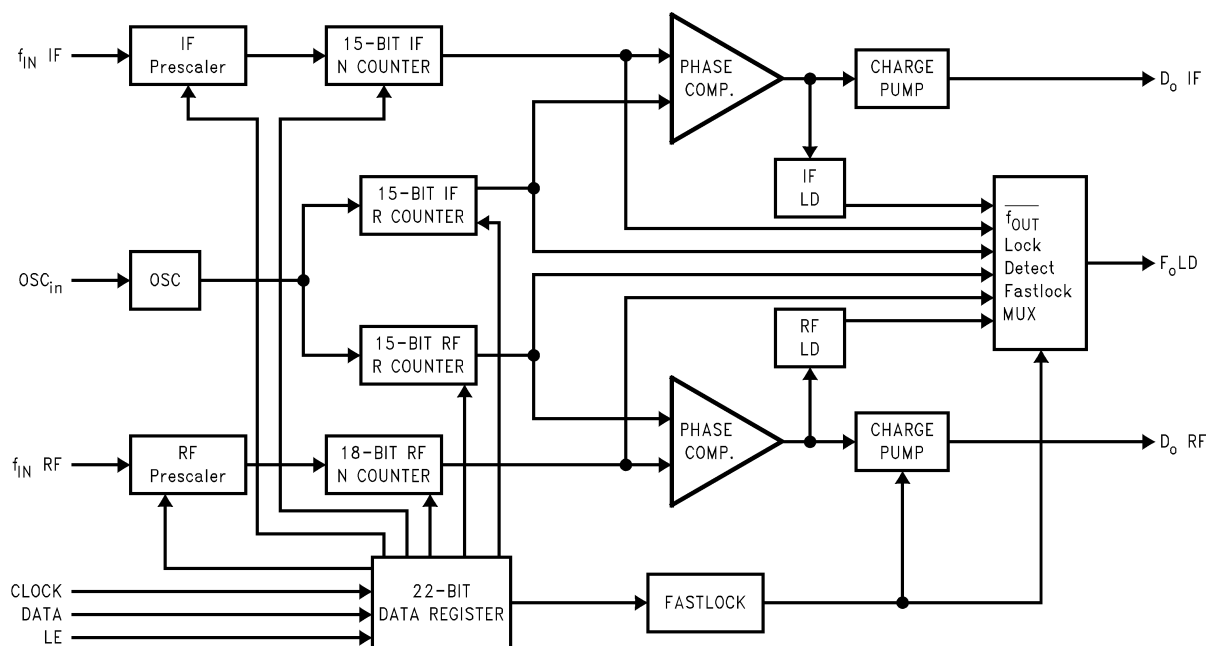 f_IN IF
IF
Prescaler
15-BIT IF
N COUNTER
PHASE
COMP.
CHARGE
PUMP
D_o IF
IF
LD
15-BIT IF
R COUNTER
OSC_in
OSC
f_OUT
Lock
Detect
Fastlock
MUX
F_oLD
15-BIT RF
R COUNTER
RF
LD
f_IN RF
RF
Prescaler
18-BIT RF
N COUNTER
PHASE
COMP.
CHARGE
PUMP
D_o RF
CLOCK
DATA
LE
22-BIT
DATA REGISTER
FASTLOCK